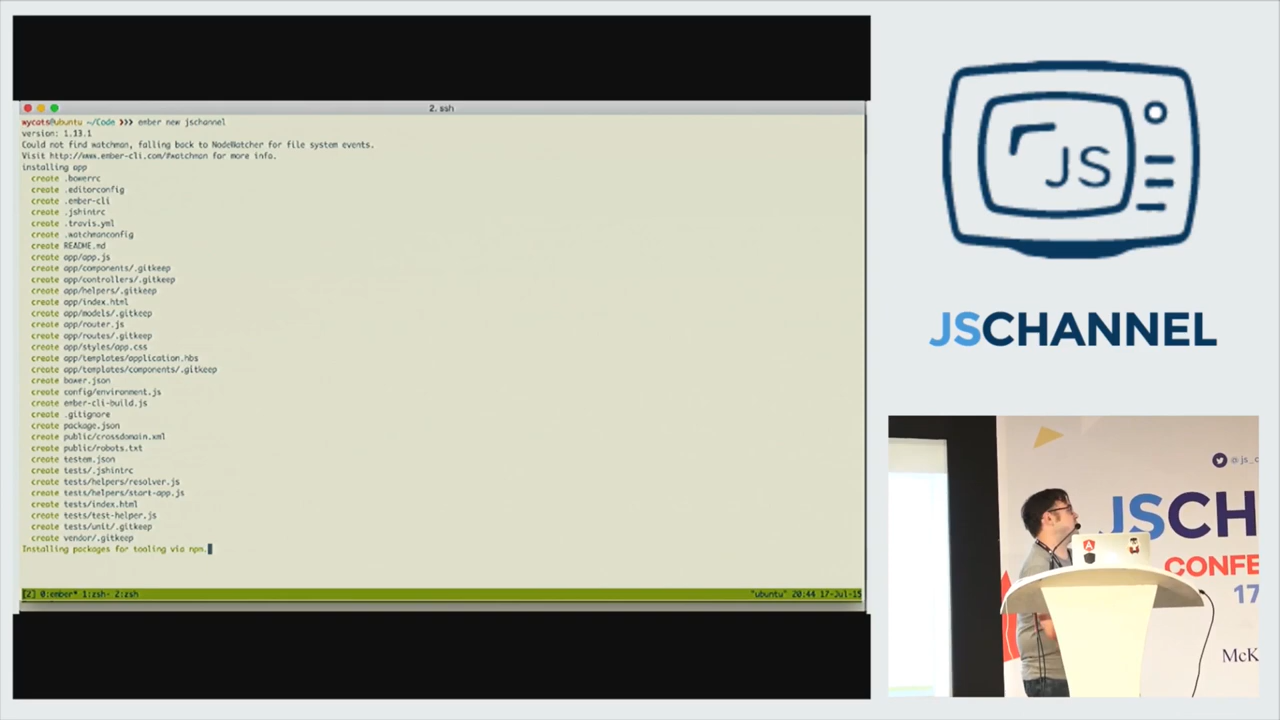 2. ssh
wycats@ubuntu ~/Code ❯❯❯ ember new jschannel
version: 1.13.1
Could not find watchman, falling back to NodeWatcher for file system events.
Visit http://www.ember-cli.com/#watchman for more info.
installing app
create .bowerrc
create .editorconfig
create .ember-cli
create .jshintrc
create .travis.yml
create .watchmanconfig
create README.md
create app/app.js
create app/components/.gitkeep
create app/controllers/.gitkeep
create app/helpers/.gitkeep
create app/index.html
create app/models/.gitkeep
create app/router.js
create app/routes/.gitkeep
create app/styles/app.css
create app/templates/application.hbs
create app/templates/components/.gitkeep
create bower.json
create config/environment.js
create ember-cli-build.js
create .gitignore
create package.json
create public/crossdomain.xml
create public/robots.txt
create testem.json
create tests/.jshintrc
create tests/helpers/resolver.js
create tests/helpers/start-app.js
create tests/index.html
create tests/test-helper.js
create tests/unit/.gitkeep
create vendor/.gitkeep
Installing packages for tooling via npm.
[2] 0:ember* 1:zsh- 2:zsh "ubuntu" 20:44 17-Jul-15
JS
JSCHANNEL
@js_
JSCH
CONFE
17
McK